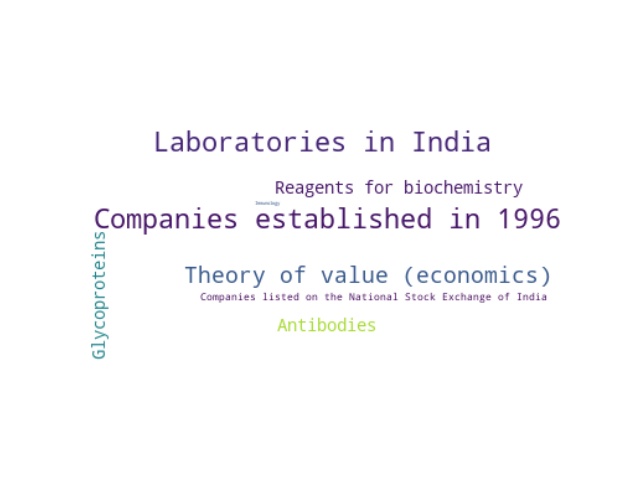 Laboratories in India
Reagents for biochemistry
Companies established in 1996
Glycoproteins
Theory of value (economics)
Companies listed on the National Stock Exchange of India
Antibodies